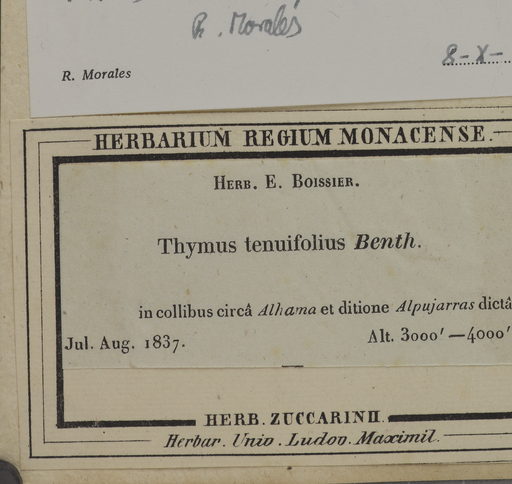 R. Morales
R. Morales 8-X-
HERBARIUM REGIUM MONACENSE.
HERB. E. BOISSIER.
Thymus tenuifolius Benth.
in collibus circâ Alhama et ditione Alpujarras dictâ
Jul. Aug. 1837. Alt. 3000' — 4000'
HERB. ZUCCARINII.
Herbar. Univ. Ludov. Maximil.